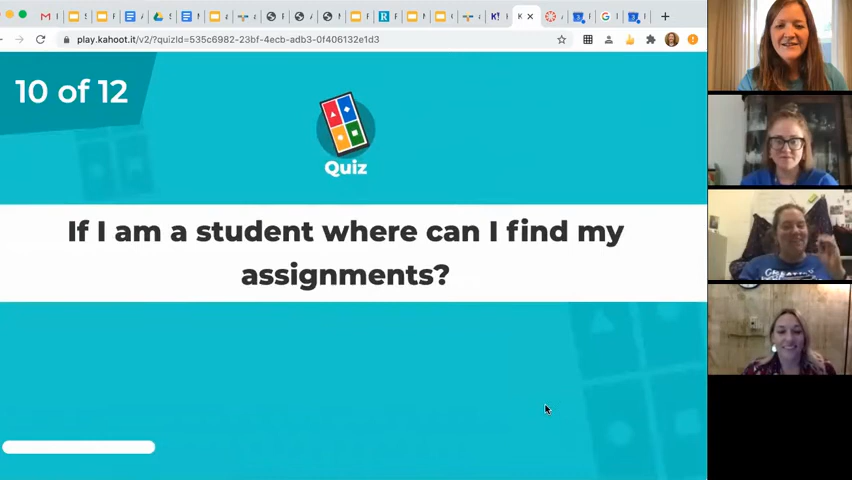 play.kahoot.it/v2/?quizId=535c6982-23bf-4ecb-adb3-0f406132e1d3
10 of 12
Quiz
If I am a student where can I find my
assignments?